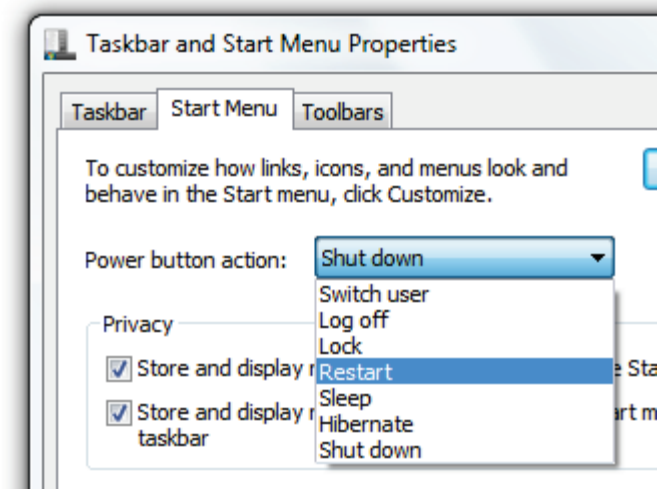 Taskbar and Start Menu Properties
Taskbar Start Menu Toolbars
To customize how links, icons, and menus look and
behave in the Start menu, click Customize.
Power button action: Shut down
Switch user
Log off
Lock
Restart
Sleep
Hibernate
Shut down
Privacy
Store and display
Store and display
taskbar